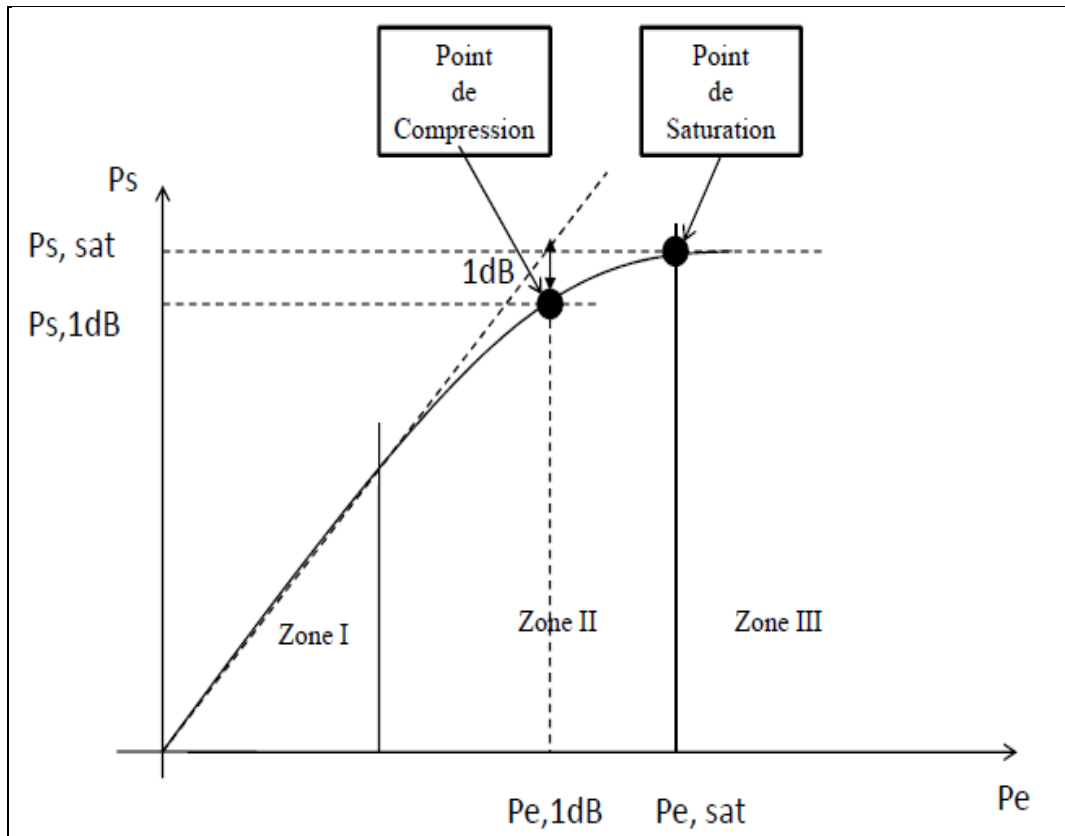 Point
de
Compression
Point
de
Saturation
Ps
Ps, sat
1dB
Ps,1dB
Zone I
Zone II
Zone III
Pe,1dB
Pe, sat
Pe